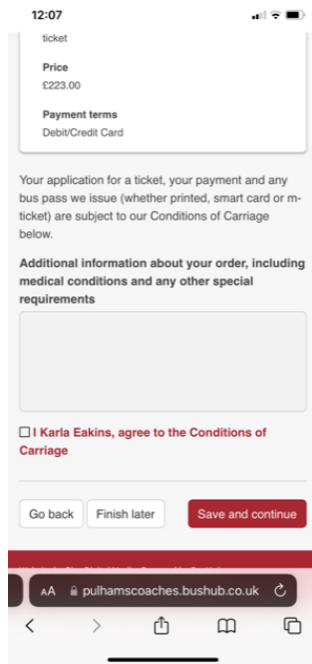 12:07
ticket
Price
£223.00
Payment terms
Debit/Credit Card
Your application for a ticket, your payment and any
bus pass we issue (whether printed, smart card or m-
ticket) are subject to our Conditions of Carriage
below.
Additional information about your order, including
medical conditions and any other special
requirements
I Karla Eakins, agree to the Conditions of
Carriage
Go back Finish later Save and continue
AA pulhamscoaches.bushub.co.uk